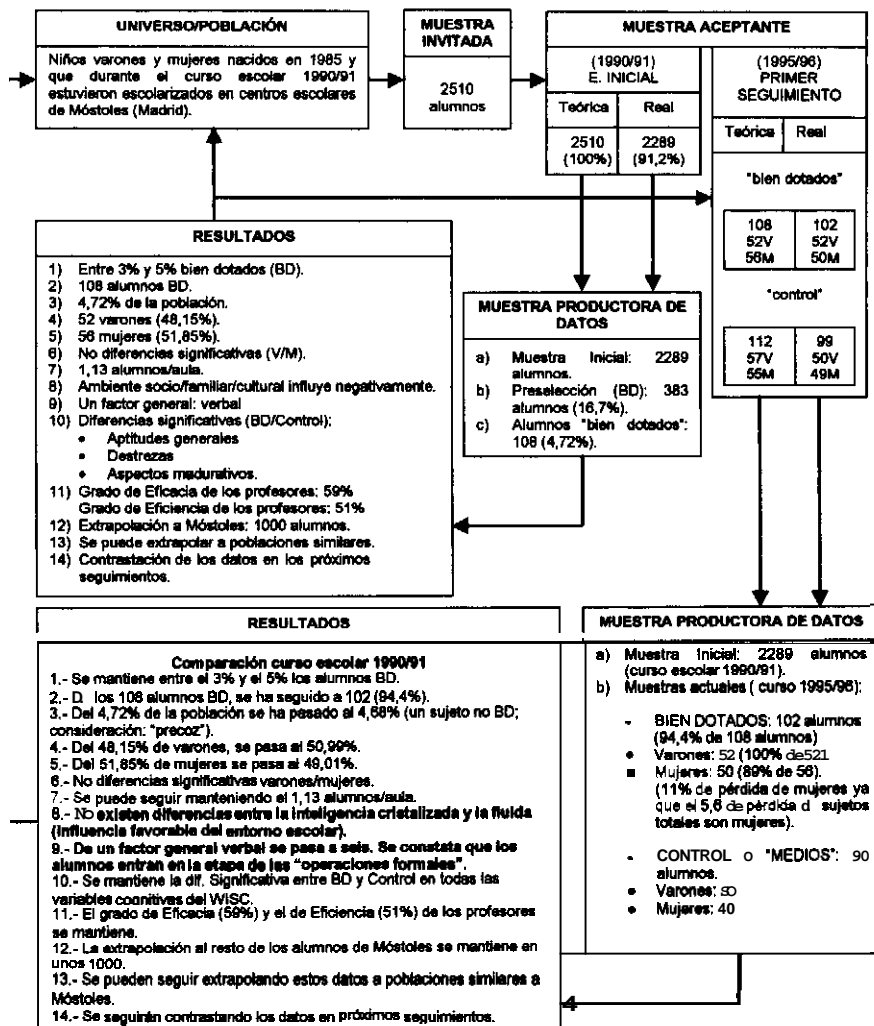 UNIVERSO/POBLACIÓN
Niños varones y mujeres nacidos en 1985 y
que durante el curso escolar 1990/91
estuvieron escolarizados en centros escolares
de Móstoles (Madrid).
MUESTRA
INVITADA
2510
alumnos
MUESTRA ACEPTANTE
(1990/91)
E. INICIAL
Teórica Real
2510 2289
(100%) (91,2%)
(1995/96)
PRIMER
SEGUIMIENTO
Teórica Real
"bien dotados"
108 102
52V 52V
56M 50M
"control"
112 99
57V 50V
55M 49M
RESULTADOS
1) Entre 3% y 5% bien dotados (BD).
2) 108 alumnos BD.
3) 4,72% de la población.
4) 52 varones (48,15%).
5) 56 mujeres (51,85%).
6) No diferencias significativas (V/M).
7) 1,13 alumnos/aula.
8) Ambiente socio/familiar/cultural influye negativamente.
9) Un factor general: verbal
10) Diferencias significativas (BD/Control):
• Aptitudes generales
• Destrezas
• Aspectos madurativos.
11) Grado de Eficacia de los profesores: 59%
Grado de Eficiencia de los profesores: 51%
12) Extrapolación a Móstoles: 1000 alumnos.
13) Se puede extrapolar a poblaciones similares.
14) Contrastación de los datos en los próximos
seguimientos.
MUESTRA PRODUCTORA DE
DATOS
a) Muestra Inicial: 2289
alumnos.
b) Preselección (BD): 383
alumnos (16,7%).
c) Alumnos "bien dotados":
108 (4,72%).
RESULTADOS
Comparación curso escolar 1990/91
1.- Se mantiene entre el 3% y el 5% los alumnos BD.
2.- D los 108 alumnos BD, se ha seguido a 102 (94,4%).
3.- Del 4,72% de la población se ha pasado al 4,68% (un sujeto no BD;
consideración: "precoz").
4.- Del 48,15% de varones, se pasa al 50,99%.
5.- Del 51,85% de mujeres se pasa al 49,01%.
6.- No diferencias significativas varones/mujeres.
7.- Se puede seguir manteniendo el 1,13 alumnos/aula.
8.- No existen diferencias entre la inteligencia cristalizada y la fluida
(influencia favorable del entorno escolar).
9.- De un factor general verbal se pasa a seis. Se constata que los
alumnos entran en la etapa de las "operaciones formales".
10.- Se mantiene la dif. Significativa entre BD y Control en todas las
variables cognitivas del WISC.
11.- El grado de Eficacia (59%) y el de Eficiencia (51%) de los profesores
se mantiene.
12.- La extrapolación al resto de los alumnos de Móstoles se mantiene en
unos 1000.
13.- Se pueden seguir extrapolando estos datos a poblaciones similares a
Móstoles.
14.- Se seguirán contrastando los datos en próximos seguimientos.
MUESTRA PRODUCTORA DE DATOS
a) Muestra Inicial: 2289 alumnos
(curso escolar 1990/91).
b) Muestras actuales ( curso 1995/96):
- BIEN DOTADOS: 102 alumnos
(94,4% de 108 alumnos)
• Varones: 52 (100% de521
■ Mujeres: 50 (89% de 56).
(11% de pérdida de mujeres ya
que el 5,6 de pérdida d sujetos
totales son mujeres).
- CONTROL o "MEDIOS": 90
alumnos.
• Varones: SO
• Mujeres: 40
4